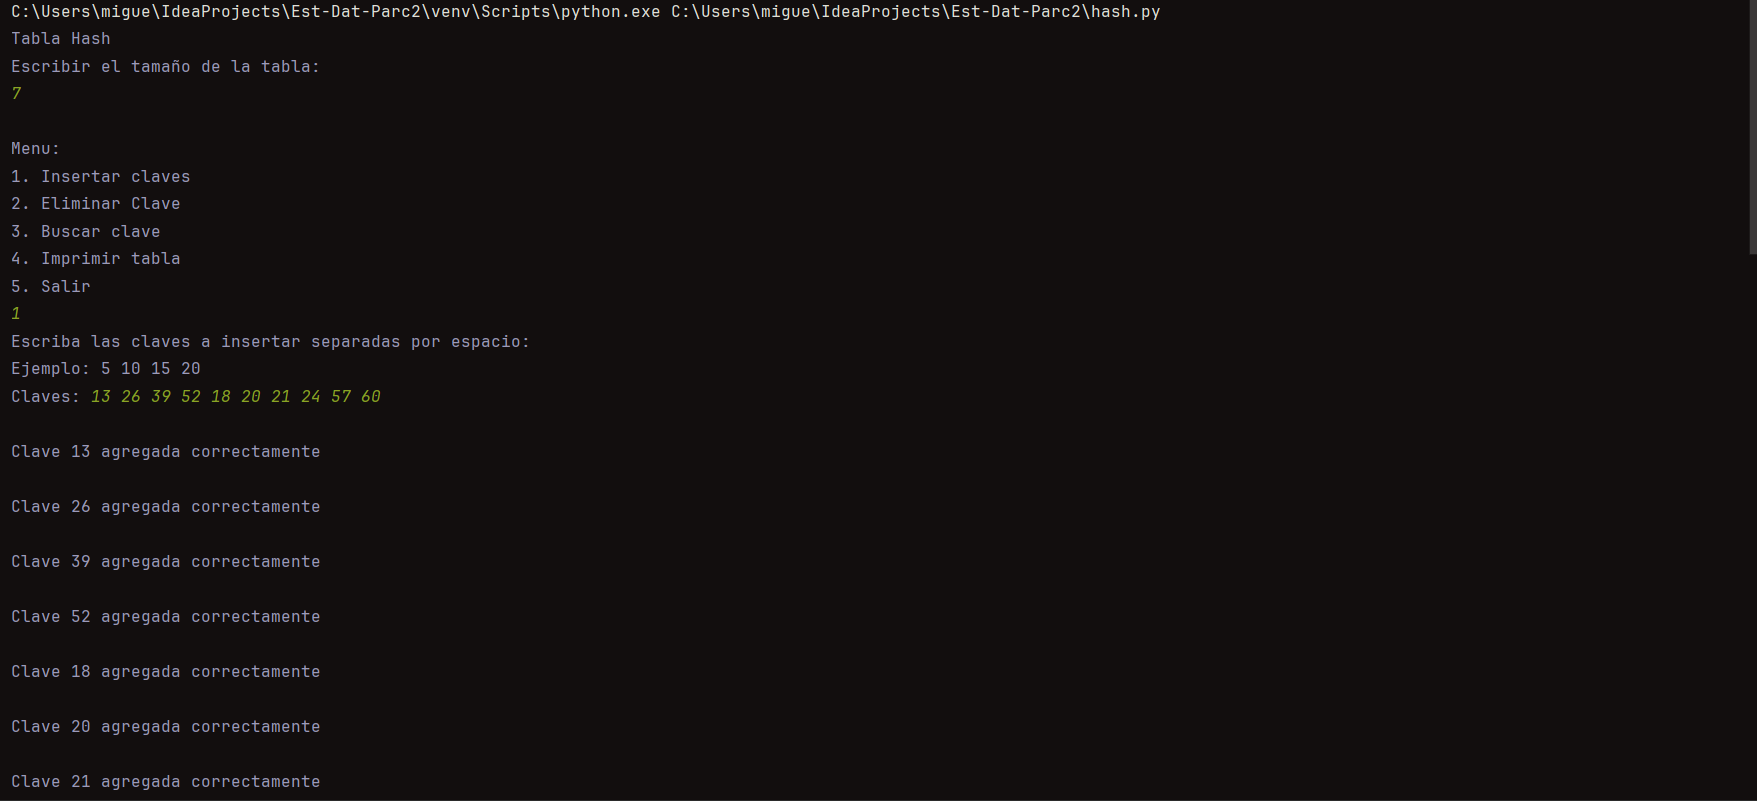 C:\Users\migue\IdeaProjects\Est-Dat-Parc2\venv\Scripts\python.exe C:\Users\migue\IdeaProjects\Est-Dat-Parc2\hash.py
Tabla Hash
Escribir el tamaño de la tabla:
7
Menu:
1. Insertar claves
2. Eliminar Clave
3. Buscar clave
4. Imprimir tabla
5. Salir
1
Escriba las claves a insertar separadas por espacio:
Ejemplo: 5 10 15 20
Claves: 13 26 39 52 18 20 21 24 57 60
Clave 13 agregada correctamente
Clave 26 agregada correctamente
Clave 39 agregada correctamente
Clave 52 agregada correctamente
Clave 18 agregada correctamente
Clave 20 agregada correctamente
Clave 21 agregada correctamente